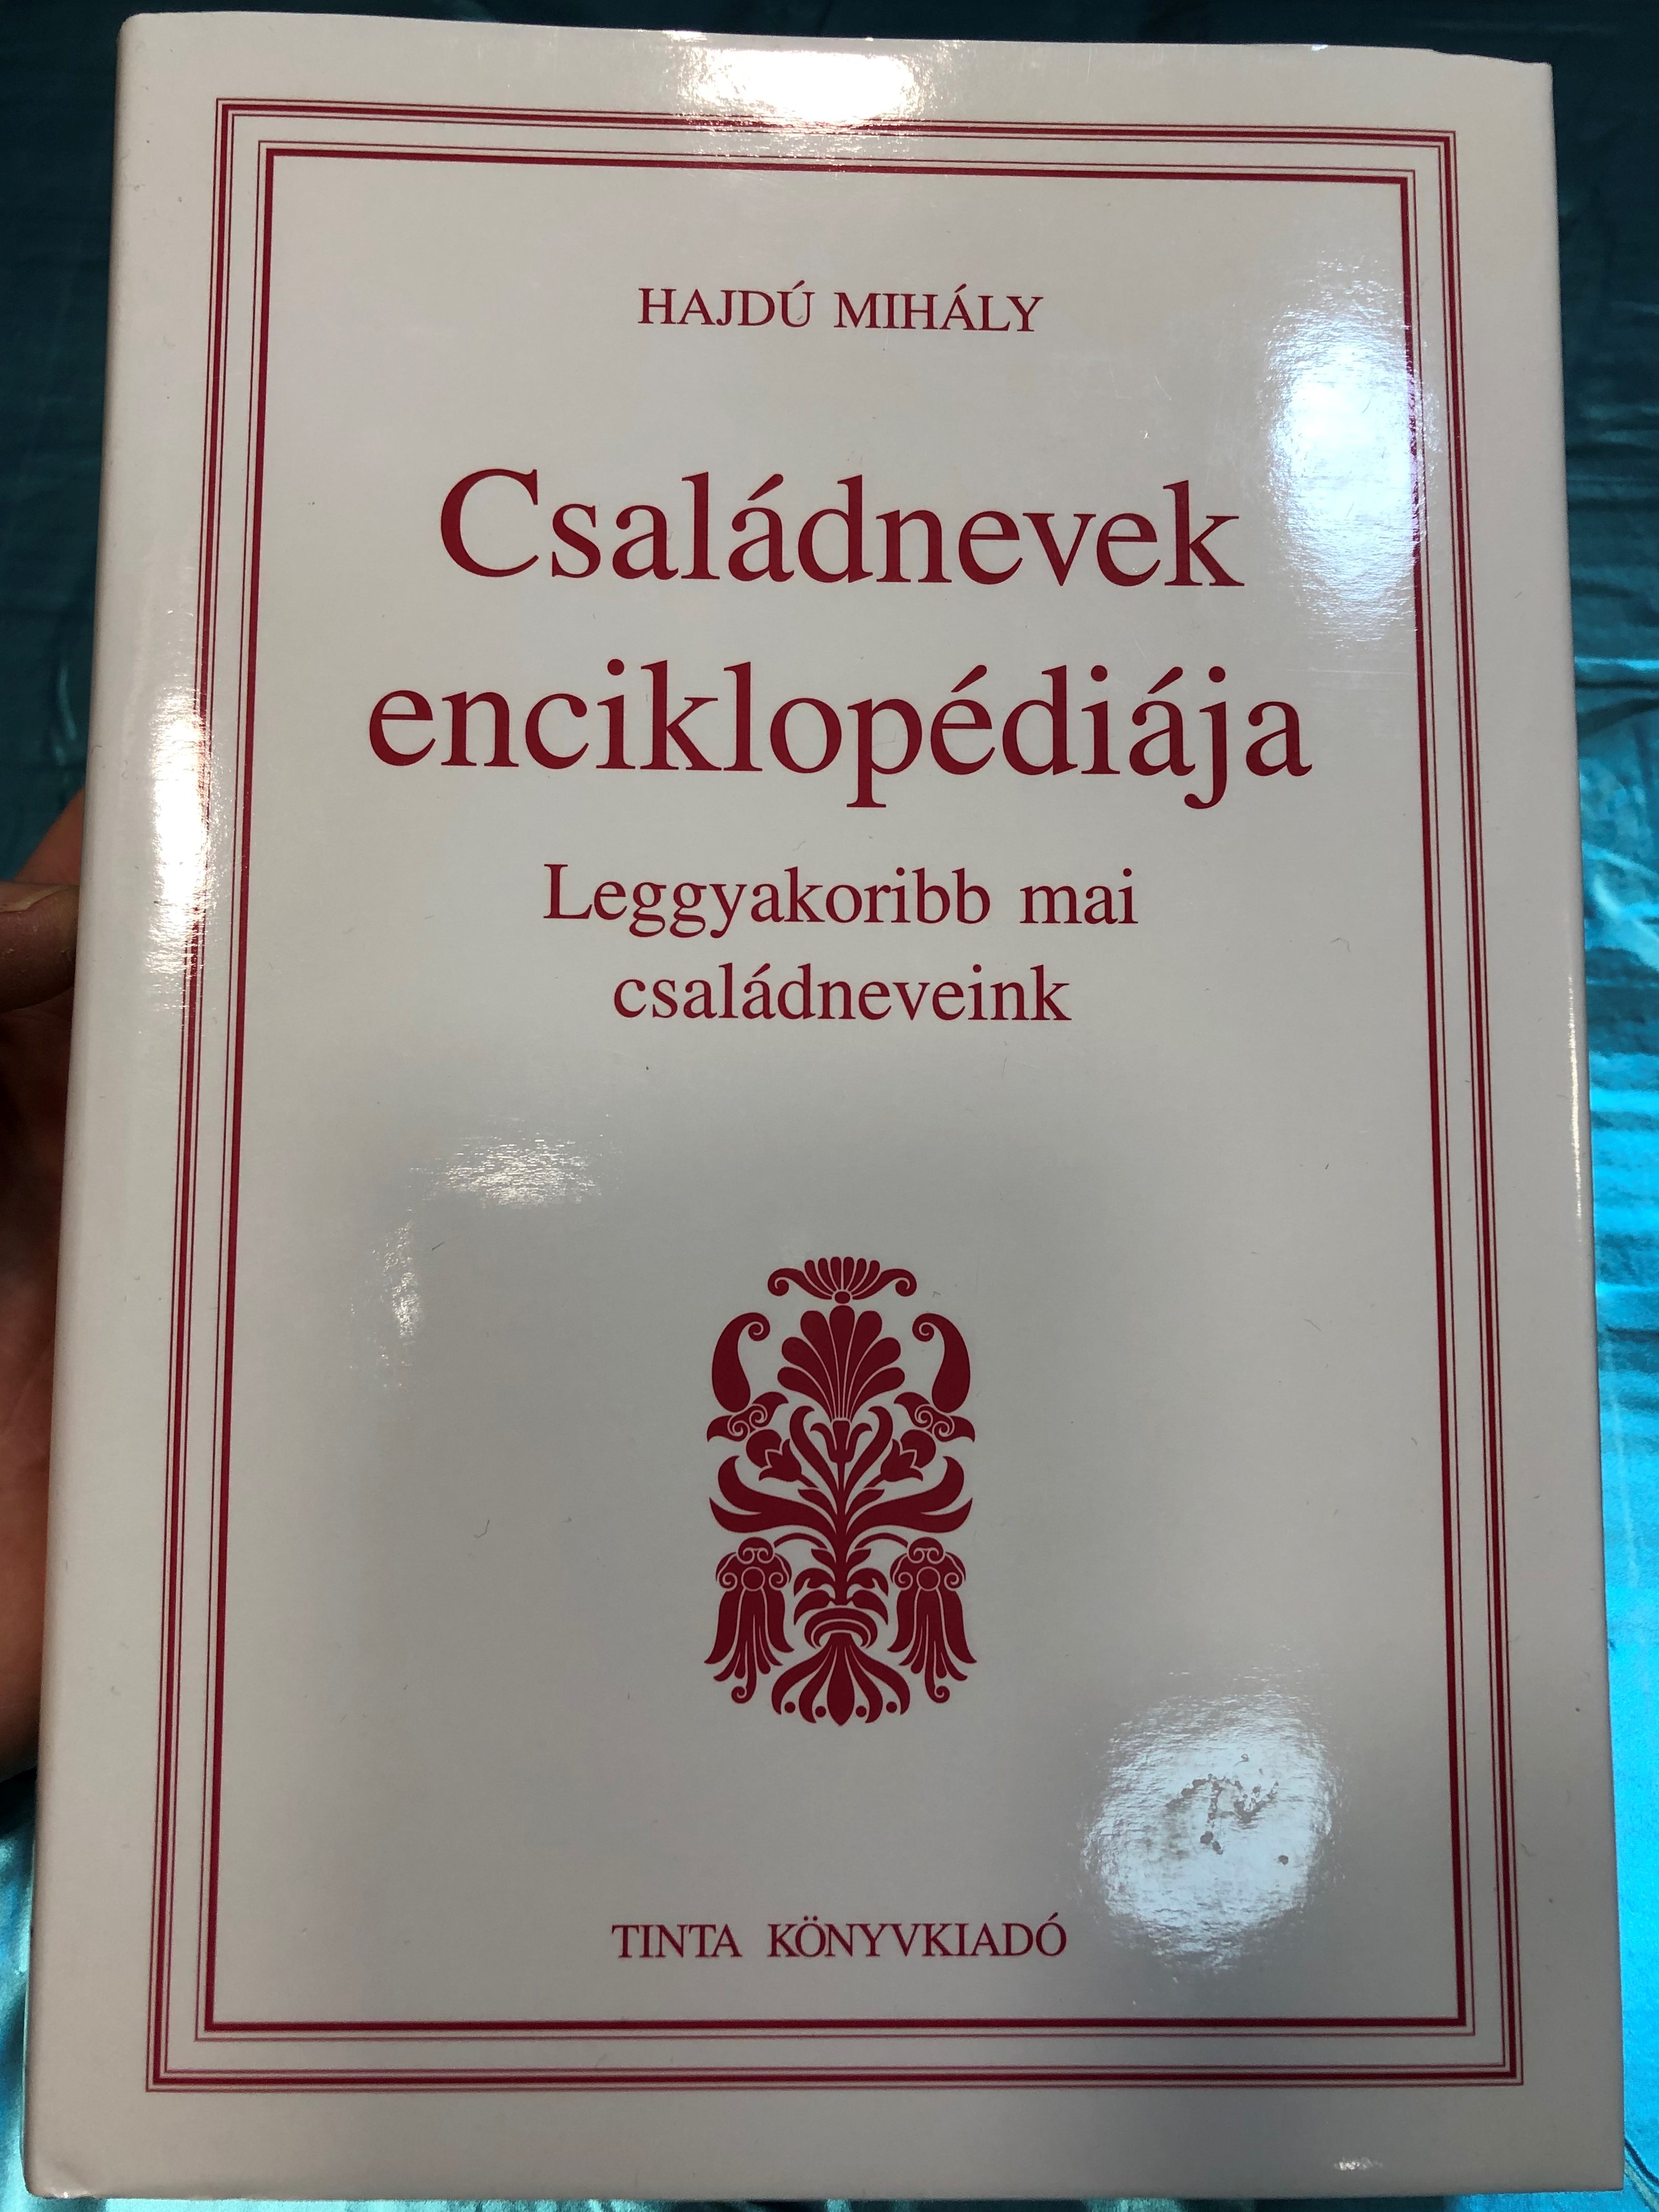 HAJDÚ MIHÁLY
Családnevek
enciklopédiája
Leggyakoribb mai
családneveink
TINTA KÖNYVKIADÓ